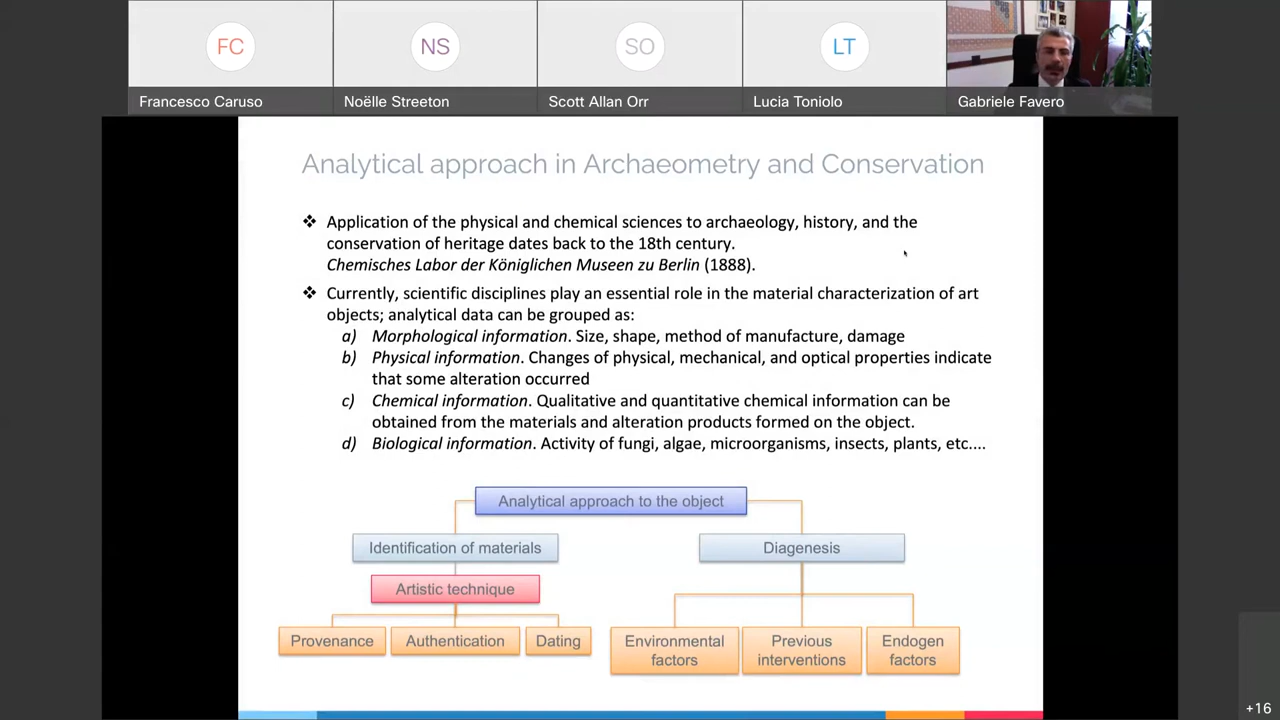 FC
NS
SO
LT
Francesco Caruso
Noëlle Streeton
Scott Allan Orr
Lucia Toniolo
Gabriele Favero
Analytical approach in Archaeometry and Conservation
❖ Application of the physical and chemical sciences to archaeology, history, and the
conservation of heritage dates back to the 18th century.
Chemisches Labor der Königlichen Museen zu Berlin (1888).
❖ Currently, scientific disciplines play an essential role in the material characterization of art
objects; analytical data can be grouped as:
a) Morphological information. Size, shape, method of manufacture, damage
b) Physical information. Changes of physical, mechanical, and optical properties indicate
that some alteration occurred
c) Chemical information. Qualitative and quantitative chemical information can be
obtained from the materials and alteration products formed on the object.
d) Biological information. Activity of fungi, algae, microorganisms, insects, plants, etc....
Analytical approach to the object
Identification of materials
Diagenesis
Artistic technique
Provenance
Authentication
Dating
Environmental
factors
Previous
interventions
Endogen
factors
+16